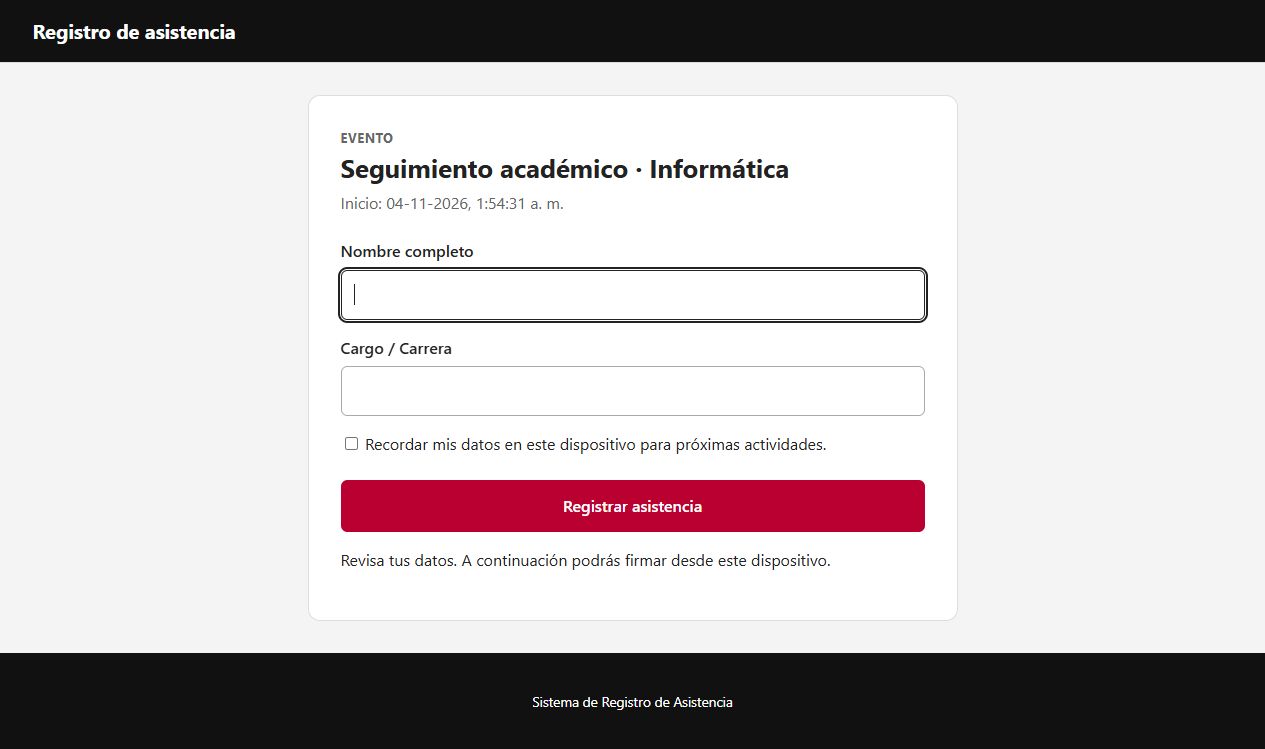 Registro de asistencia
EVENTO
Seguimiento académico · Informática
Inicio: 04-11-2026, 1:54:31 a. m.
Nombre completo
Cargo / Carrera
Recordar mis datos en este dispositivo para próximas actividades.
Registrar asistencia
Revisa tus datos. A continuación podrás firmar desde este dispositivo.
Sistema de Registro de Asistencia